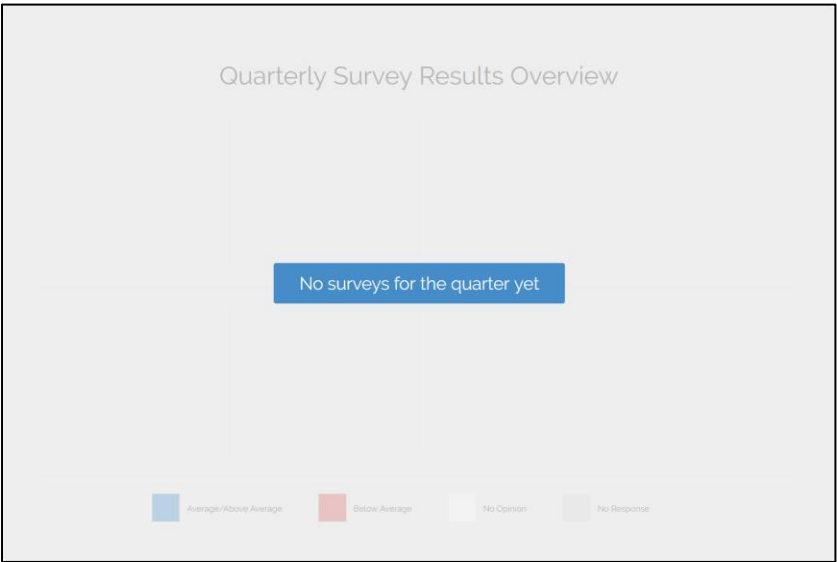 Quarterly Survey Results Overview
No surveys for the quarter yet
Average/Above Average Below Average No Opinion No Response